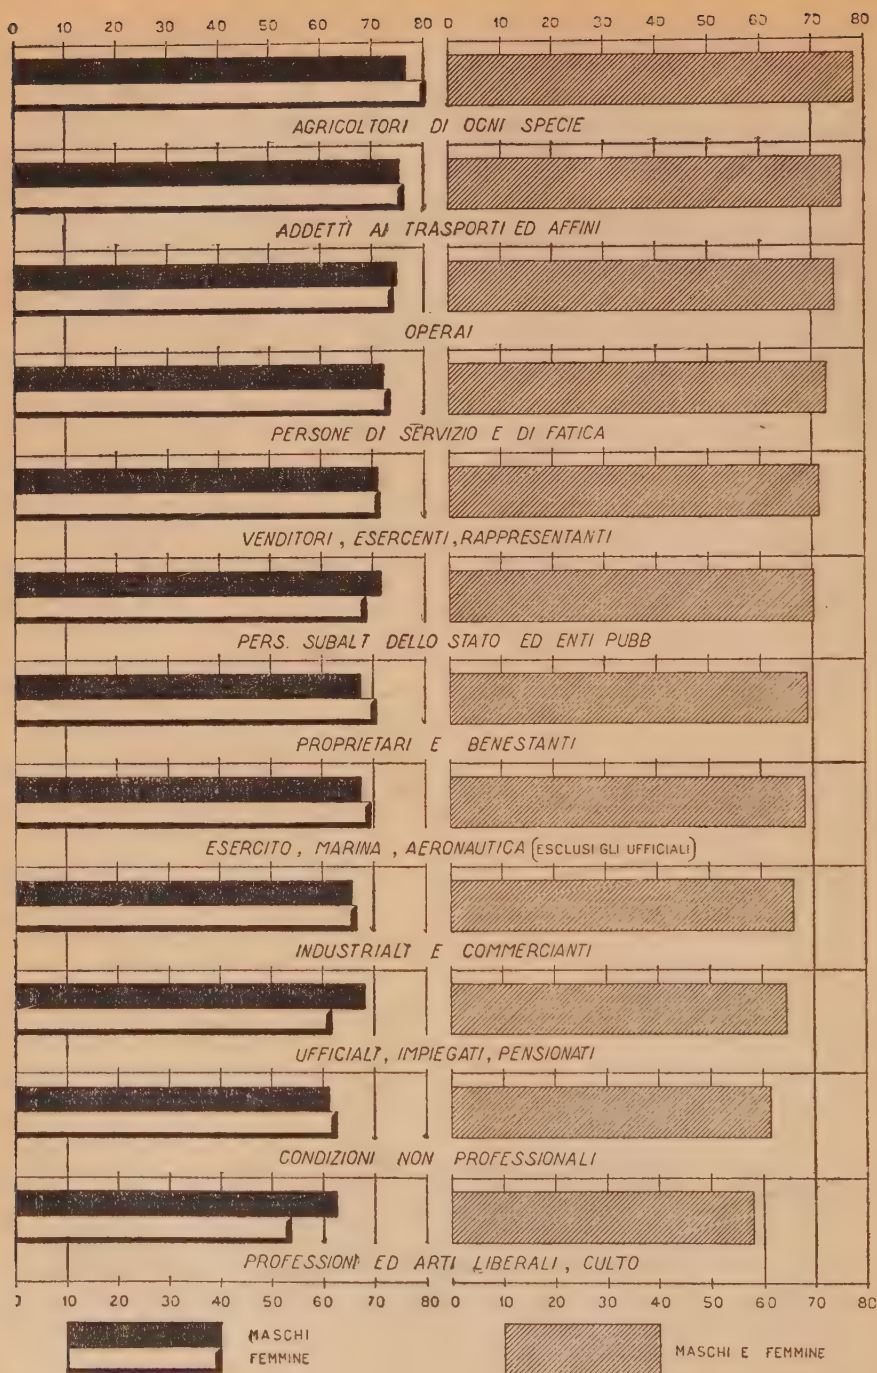 0 10 20 30 40 50 60 70 80 0 10 20 30 40 50 60 70 80
AGRICOLTORI DI OGNI SPECIE
ADDETTI AI TRASPORTI ED AFFINI
OPERAI
PERSONE DI SERVIZIO E DI FATICA
VENDITORI, ESERCENTI, RAPPRESENTANTI
PERS. SUBALT DELLO STATO ED ENTI PUBB
PROPRIETARI E BENESTANTI
ESERCITO, MARINA, AERONAUTICA (ESCLUSI GLI UFFICIALI)
INDUSTRIALI E COMMERCIANTI
UFFICIALI, IMPIEGATI, PENSIONATI
CONDIZIONI NON PROFESSIONALI
PROFESSIONI ED ARTI LIBERALI, CULTO
0 10 20 30 40 50 60 70 80 0 10 20 30 40 50 60 70 80
MASCHI
FEMMINE
MASCHI E FEMMINE